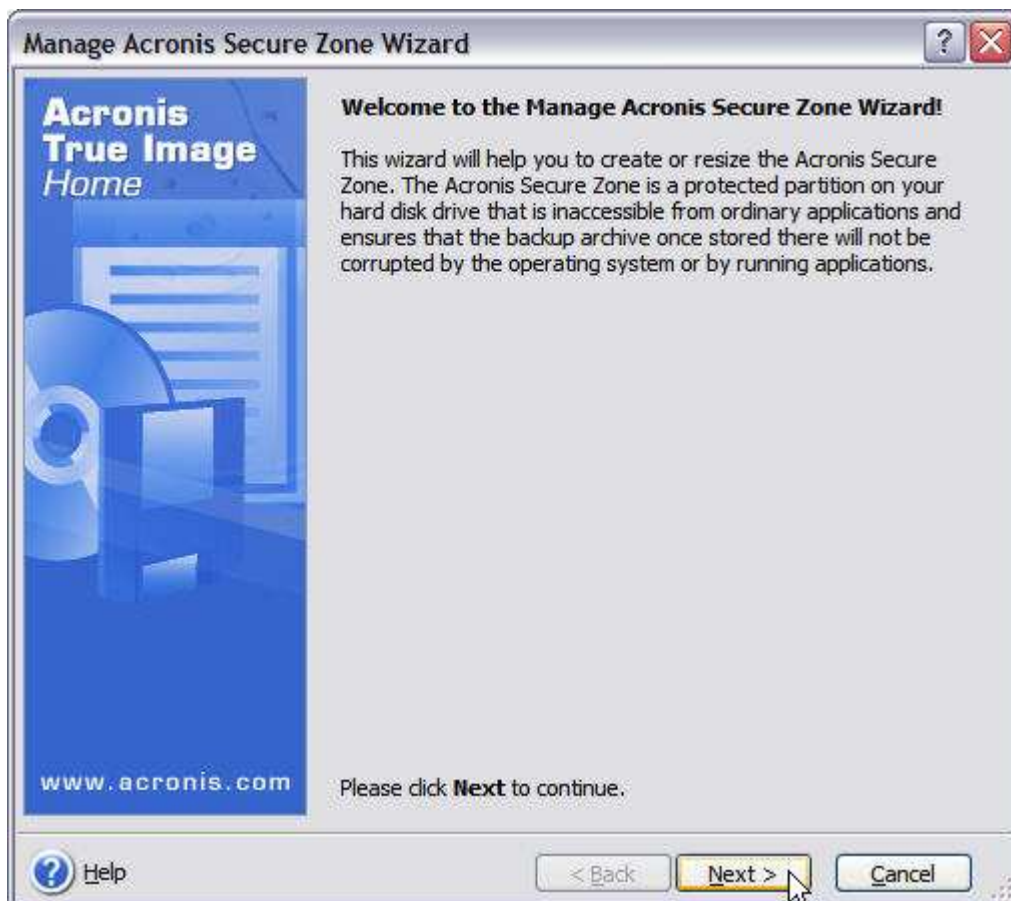 Manage Acronis Secure Zone Wizard
?
Acronis
True Image
Home
Welcome to the Manage Acronis Secure Zone Wizard!
This wizard will help you to create or resize the Acronis Secure
Zone. The Acronis Secure Zone is a protected partition on your
hard disk drive that is inaccessible from ordinary applications and
ensures that the backup archive once stored there will not be
corrupted by the operating system or by running applications.
www.acronis.com
Please click Next to continue.
? Help
< Back
Next >
Cancel